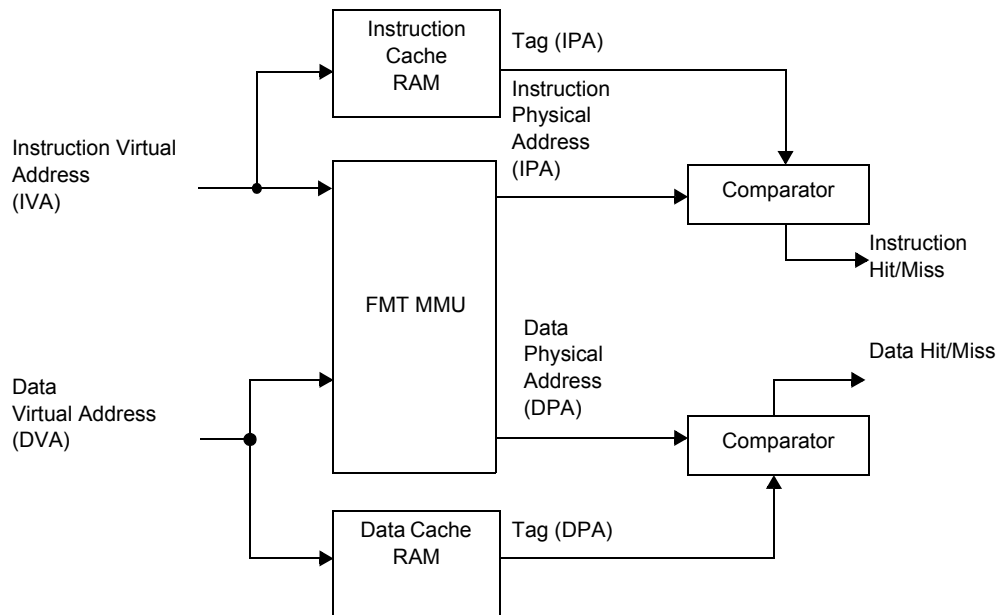 Instruction
Cache
RAM
Tag (IPA)
Instruction
Physical
Address
(IPA)
Instruction Virtual
Address
(IVA)
Comparator
Instruction
Hit/Miss
FMT MMU
Data
Physical
Address
(DPA)
Data Hit/Miss
Data
Virtual Address
(DVA)
Comparator
Data Cache
RAM
Tag (DPA)